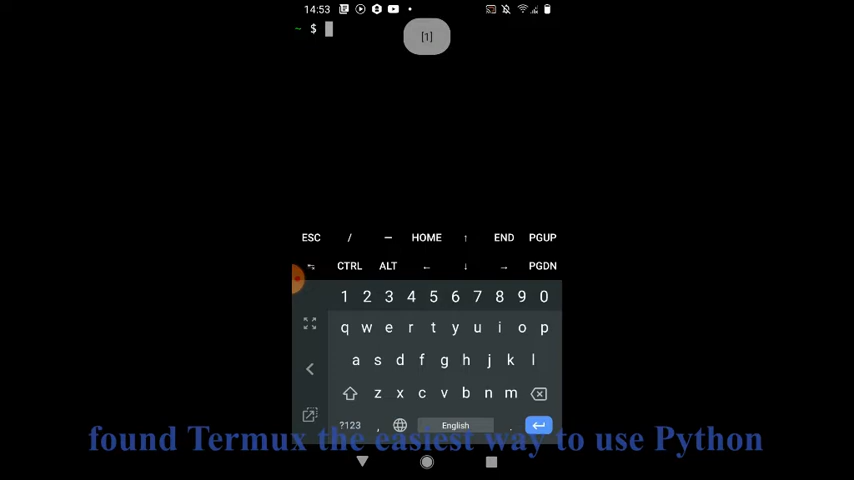 14:53
~ $
[1]
ESC / — HOME ↑ END PGUP
↹ CTRL ALT ← ↓ → PGDN
1 2 3 4 5 6 7 8 9 0
q w e r t y u i o p
a s d f g h j k l
z x c v b n m
?123 , English .
found Termux the easiest way to use Python